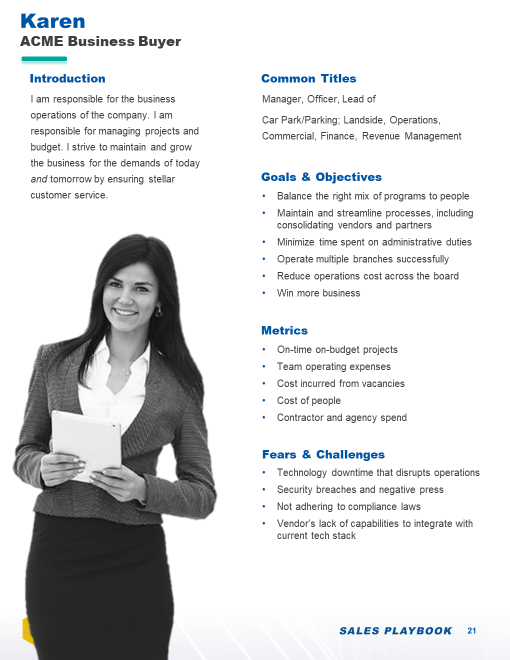 Karen
ACME Business Buyer
Introduction
I am responsible for the business
operations of the company. I am
responsible for managing projects and
budget. I strive to maintain and grow
the business for the demands of today
and tomorrow by ensuring stellar
customer service.
Common Titles
Manager, Officer, Lead of
Car Park/Parking; Landside, Operations,
Commercial, Finance, Revenue Management
Goals & Objectives
• Balance the right mix of programs to people
• Maintain and streamline processes, including
consolidating vendors and partners
• Minimize time spent on administrative duties
• Operate multiple branches successfully
• Reduce operations cost across the board
• Win more business
Metrics
• On-time on-budget projects
• Team operating expenses
• Cost incurred from vacancies
• Cost of people
• Contractor and agency spend
Fears & Challenges
• Technology downtime that disrupts operations
• Security breaches and negative press
• Not adhering to compliance laws
• Vendor's lack of capabilities to integrate with
current tech stack
SALES PLAYBOOK 21